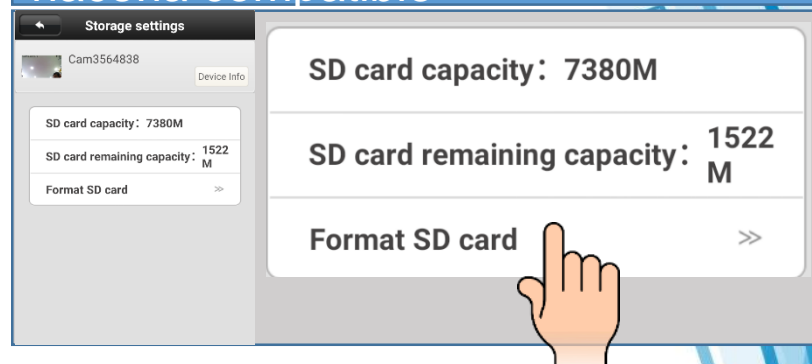 Storage settings
Cam3564838
Device Info
SD card capacity: 7380M
SD card remaining capacity: 1522
M
Format SD card
SD card capacity: 7380M
SD card remaining capacity: 1522
M
Format SD card